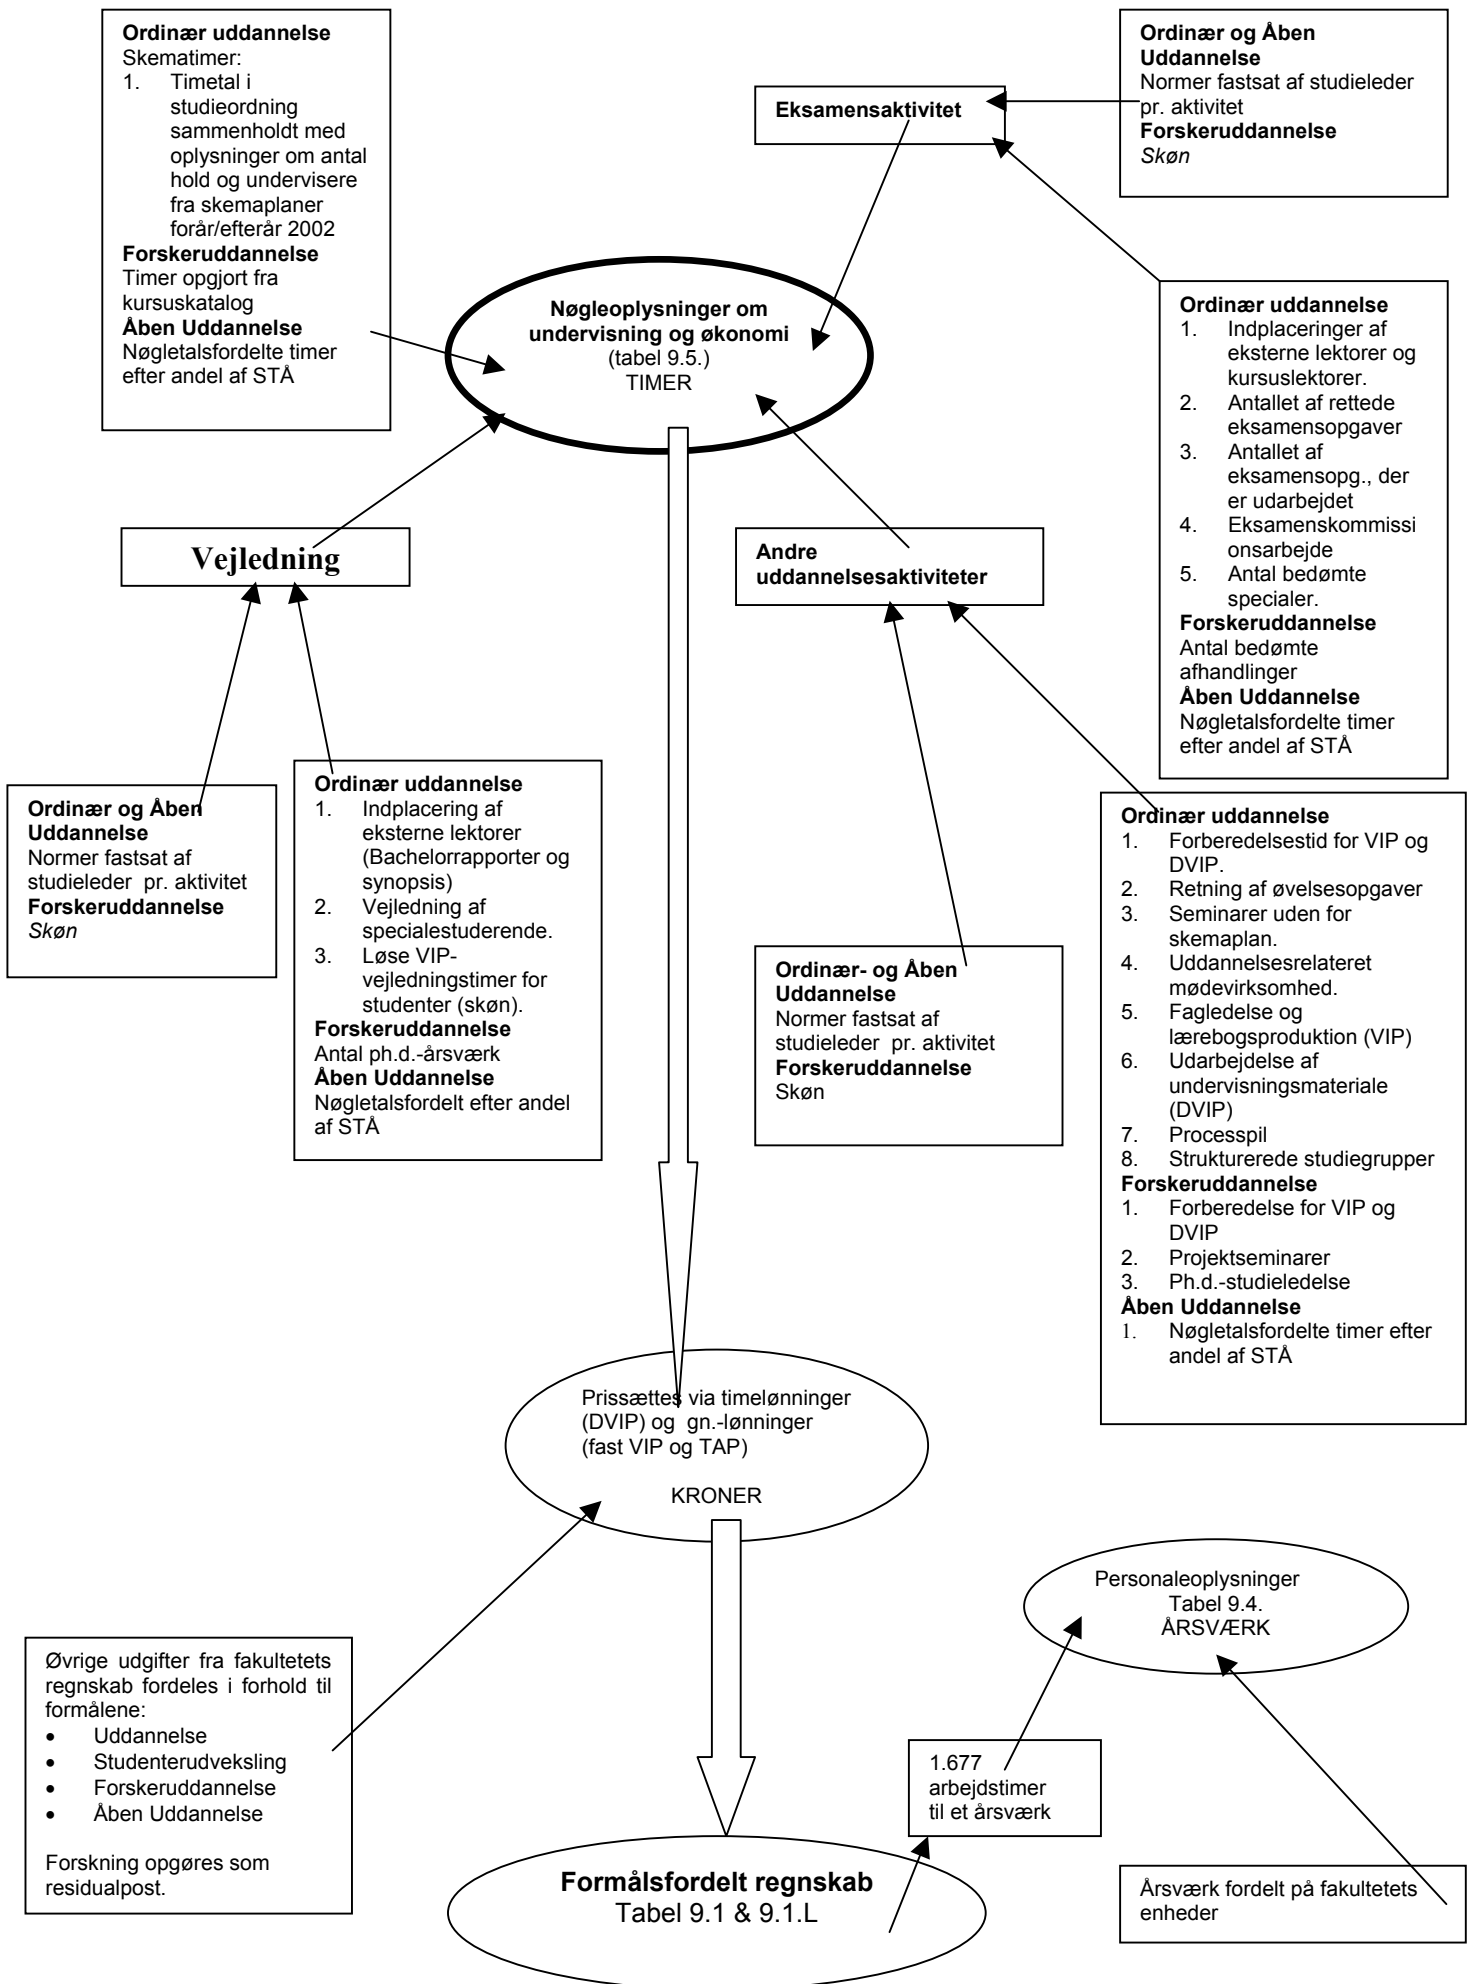 Ordinær uddannelse
Skematimer:
1. Timetal i
studieordning
sammenholdt med
oplysninger om antal
hold og undervisere
fra skemaplaner
forår/efterår 2002
Forskeruddannelse
Timer opgjort fra
kursuskatalog
Åben Uddannelse
Nøgletalsfordelte timer
efter andel af STÅ
Eksamensaktivitet
Ordinær og Åben
Uddannelse
Normer fastsat af studieleder
pr. aktivitet
Forskeruddannelse
Skøn
Nøgleoplysninger om
undervisning og økonomi
(tabel 9.5.)
TIMER
Ordinær uddannelse
1. Indplaceringer af
eksterne lektorer og
kursuslektorer.
2. Antallet af rettede
eksamensopgaver
3. Antallet af
eksamensopg., der
er udarbejdet
4. Eksamenskommissi
onsarbejde
5. Antal bedømte
specialer.
Forskeruddannelse
Antal bedømte
afhandlinger
Åben Uddannelse
Nøgletalsfordelte timer
efter andel af STÅ
Vejledning
Andre
uddannelsesaktiviteter
Ordinær og Åben
Uddannelse
Normer fastsat af
studieleder pr. aktivitet
Forskeruddannelse
Skøn
Ordinær uddannelse
1. Indplacering af
eksterne lektorer
(Bachelorrapporter og
synopsis)
2. Vejledning af
specialestuderende.
3. Løse VIP-
vejledningstimer for
studenter (skøn).
Forskeruddannelse
Antal ph.d.-årsværk
Åben Uddannelse
Nøgletalsfordelt efter andel
af STÅ
Ordinær- og Åben
Uddannelse
Normer fastsat af
studieleder pr. aktivitet
Forskeruddannelse
Skøn
Ordinær uddannelse
1. Forberedelsestid for VIP og
DVIP.
2. Retning af øvelsesopgaver
3. Seminarer uden for
skemaplan.
4. Uddannelsesrelateret
mødevirksomhed.
5. Fagledelse og
lærebogsproduktion (VIP)
6. Udarbejdelse af
undervisningsmateriale
(DVIP)
7. Processpil
8. Strukturerede studiegrupper
Forskeruddannelse
1. Forberedelse for VIP og
DVIP
2. Projektseminarer
3. Ph.d.-studieledelse
Åben Uddannelse
1. Nøgletalsfordelte timer efter
andel af STÅ
Prissættes via timelønninger
(DVIP) og gn.-lønninger
(fast VIP og TAP)
KRONER
Personaleoplysninger
Tabel 9.4.
ÅRSVÆRK
Øvrige udgifter fra fakultetets
regnskab fordeles i forhold til
formålene:
• Uddannelse
• Studenterudveksling
• Forskeruddannelse
• Åben Uddannelse
Forskning opgøres som
residualpost.
1.677
arbejdstimer
til et årsværk
Formålsfordelt regnskab
Tabel 9.1 & 9.1.L
Årsværk fordelt på fakultetets
enheder